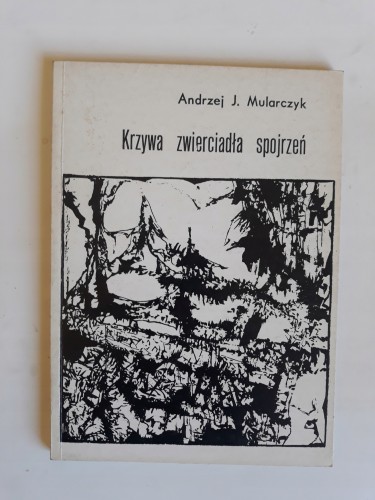 Andrzej J. Mularczyk
Krzywa zwierciadła spojrzeń